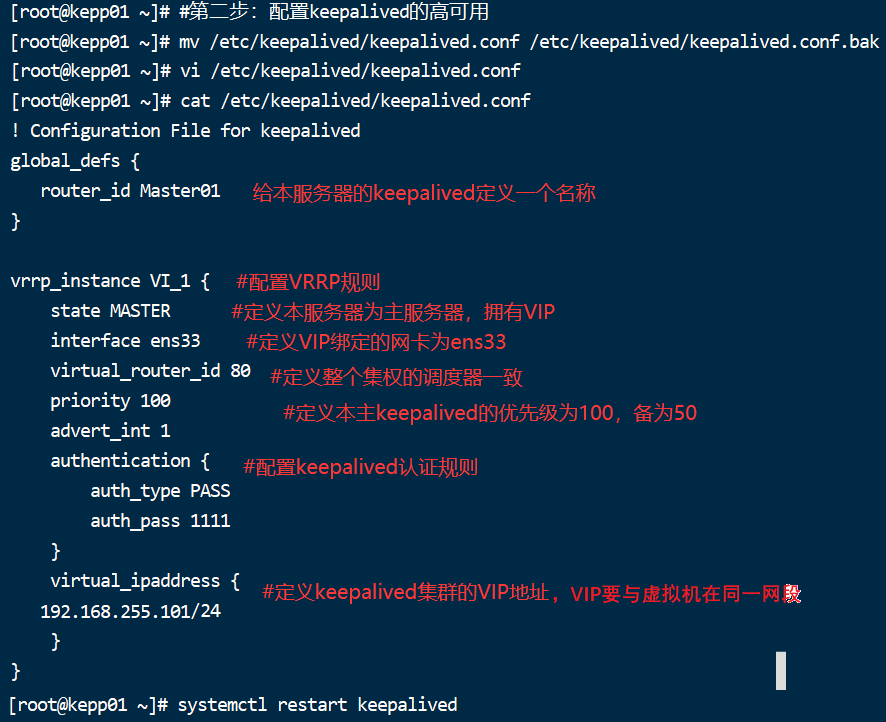 [root@kepp01 ~]# #第二步：配置keepalived的高可用
[root@kepp01 ~]# mv /etc/keepalived/keepalived.conf /etc/keepalived/keepalived.conf.bak
[root@kepp01 ~]# vi /etc/keepalived/keepalived.conf
[root@kepp01 ~]# cat /etc/keepalived/keepalived.conf
! Configuration File for keepalived
global_defs {
router_id Master01 给本服务器的keepalived定义一个名称
}
vrrp_instance VI_1 { #配置VRRP规则
state MASTER #定义本服务器为主服务器，拥有VIP
interface ens33 #定义VIP绑定的网卡为ens33
virtual_router_id 80 #定义整个集权的调度器一致
priority 100 #定义本主keepalived的优先级为100，备为50
advert_int 1
authentication { #配置keepalived认证规则
auth_type PASS
auth_pass 1111
}
virtual_ipaddress { #定义keepalived集群的VIP地址，VIP要与虚拟机在同一网段
192.168.255.101/24
}
}
[root@kepp01 ~]# systemctl restart keepalived